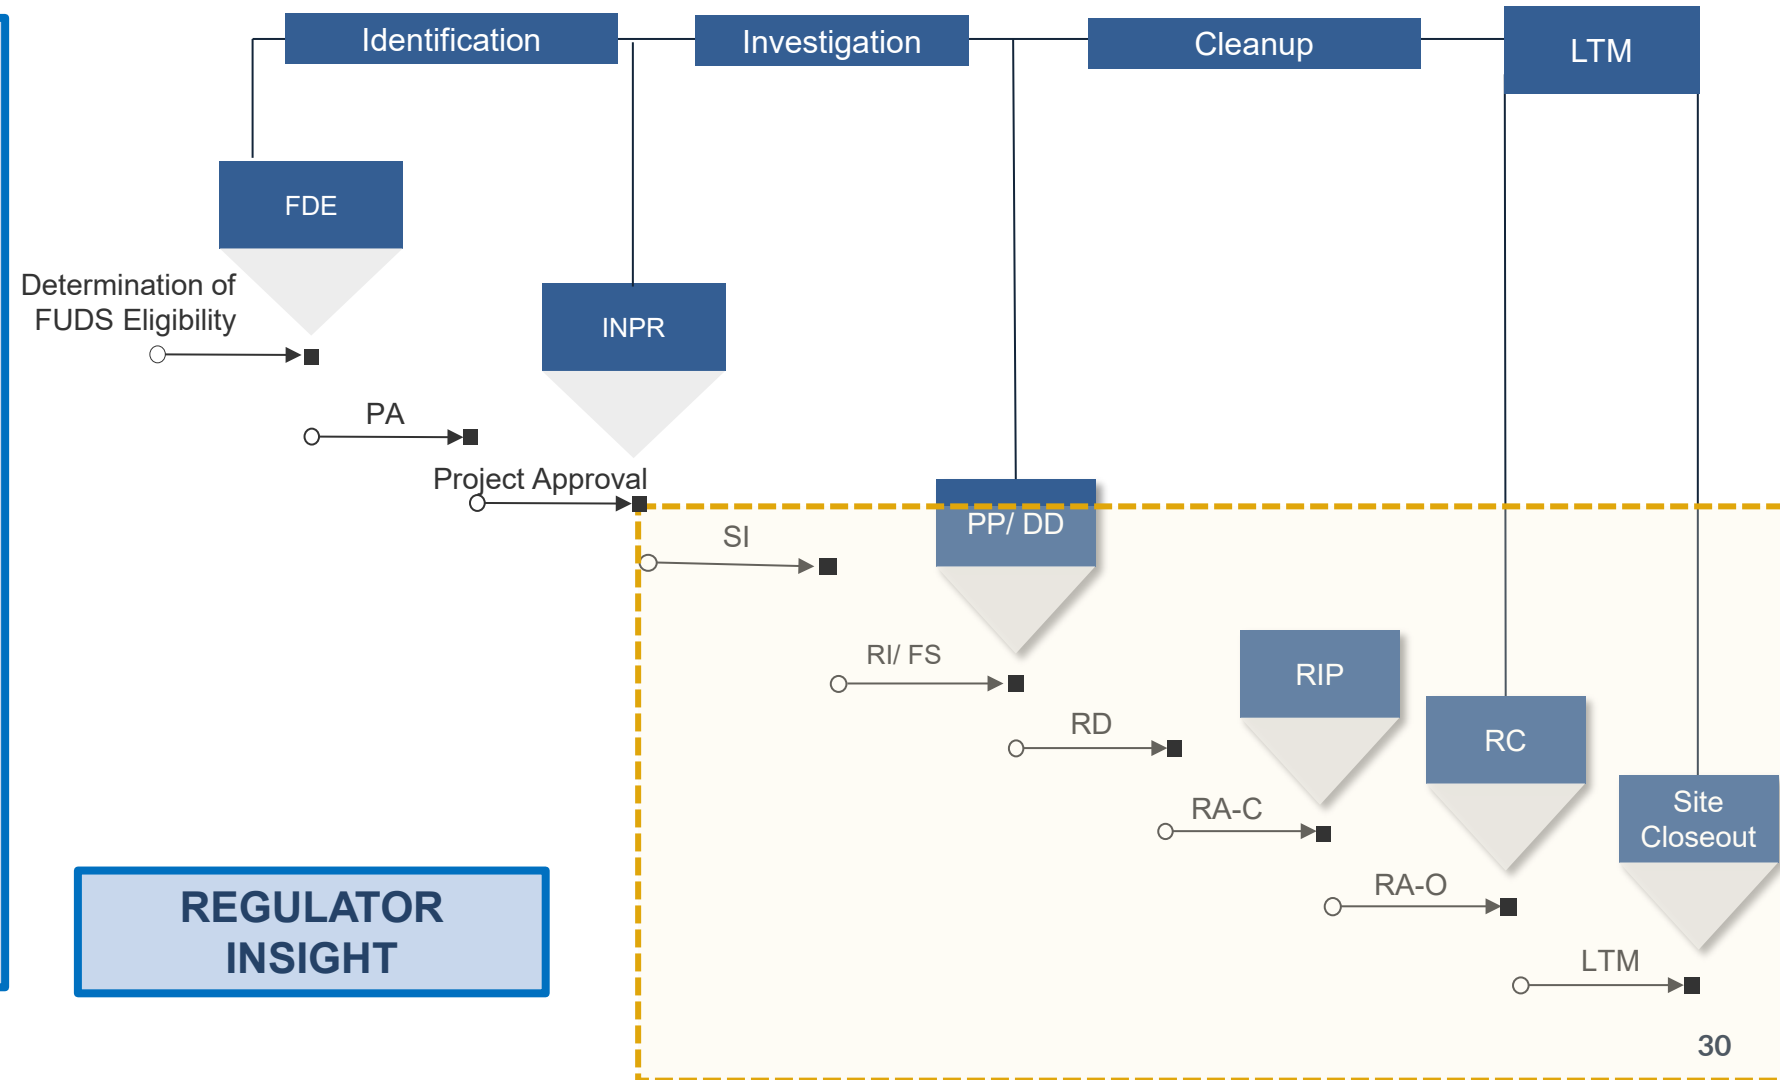 Identification
Investigation
Cleanup
LTM
FDE
Determination of
FUDS Eligibility
INPR
PA
Project Approval
PP/ DD
SI
RI/ FS
RIP
RD
RC
RA-C
Site
Closeout
RA-O
REGULATOR
INSIGHT
LTM
30